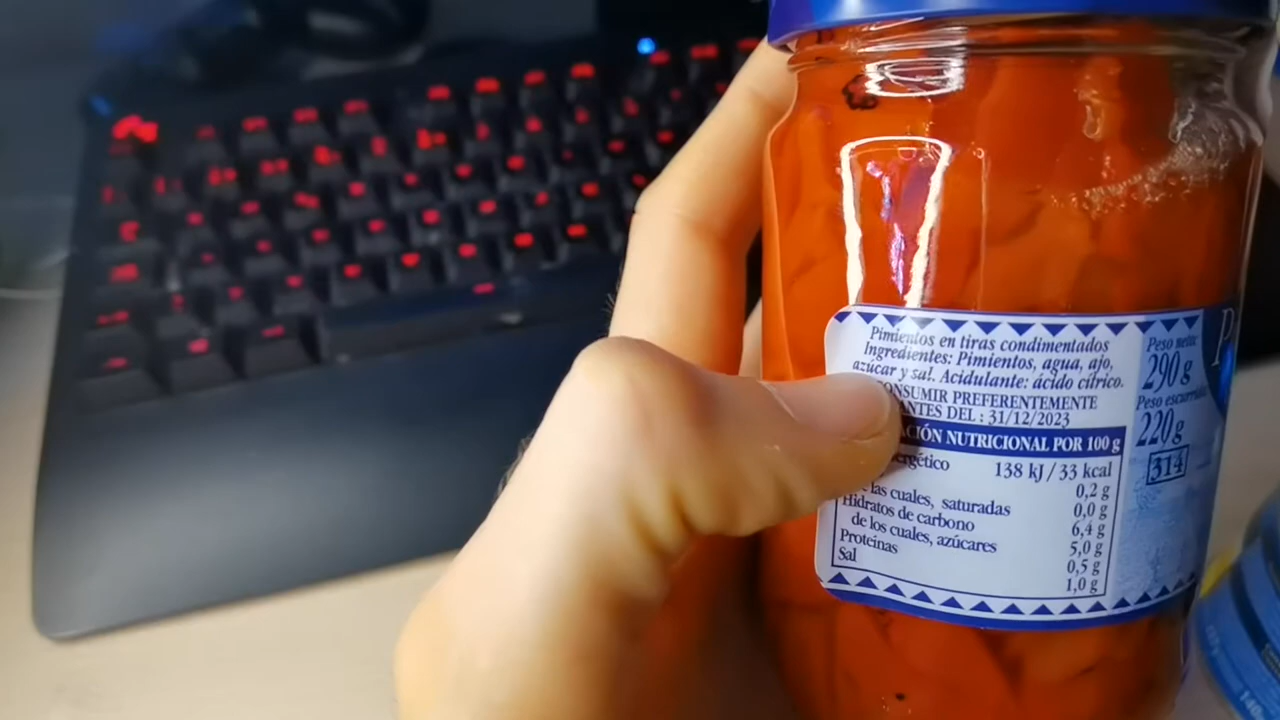 Pimientos en tiras condimentados
Ingredientes: Pimientos, agua, ajo,
azúcar y sal. Acidulante: ácido cítrico.
CONSUMIR PREFERENTEMENTE
ANTES DEL : 31/12/2023
ACIÓN NUTRICIONAL POR 100 g
ergético 138 kJ / 33 kcal
0,2 g
las cuales, saturadas 0,0 g
Hidratos de carbono 6,4 g
de los cuales, azúcares 5,0 g
Proteínas 0,5 g
Sal 1,0 g
Peso neto:
290 g
Peso escurrido
220 g
314
P